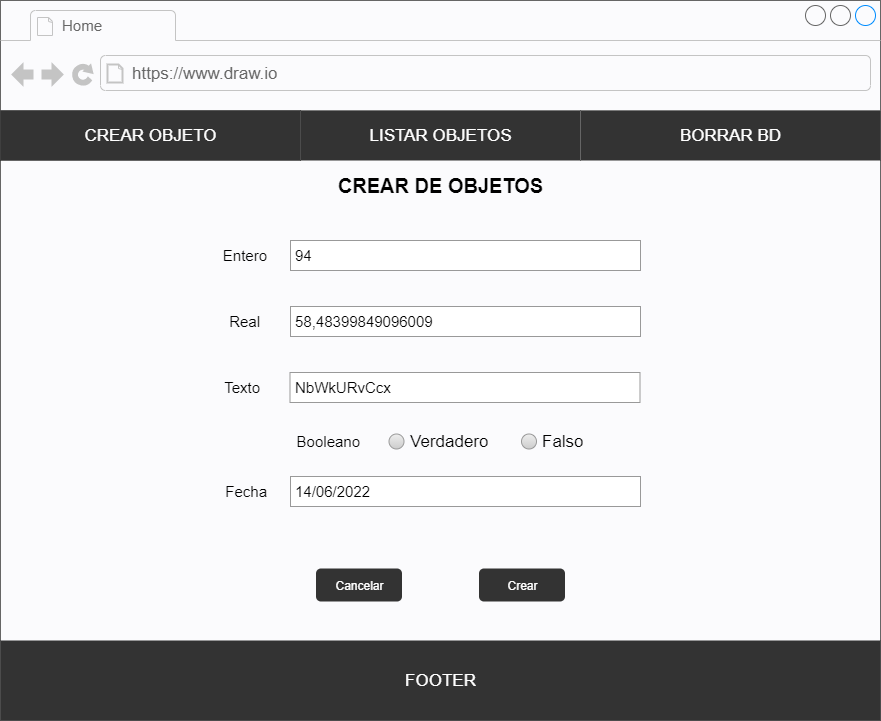 Home
https://www.draw.io
CREAR OBJETO LISTAR OBJETOS BORRAR BD
CREAR DE OBJETOS
Entero 94
Real 58,48399849096009
Texto NbWkURvCcx
Booleano Verdadero Falso
Fecha 14/06/2022
Cancelar Crear
FOOTER